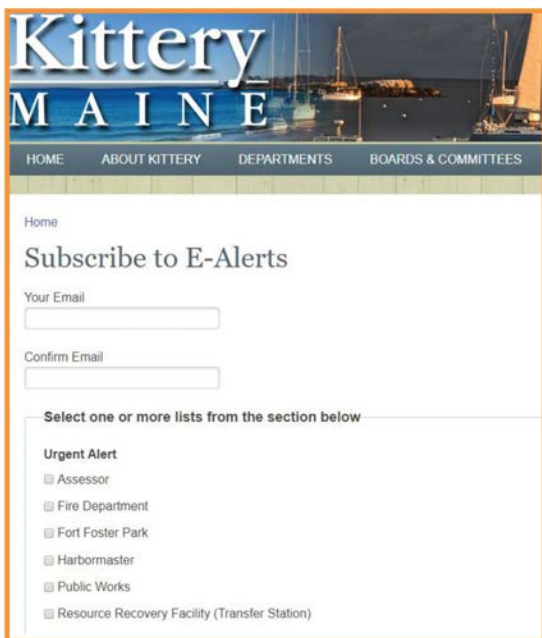 Kittery
MAINE
HOME ABOUT KITTERY DEPARTMENTS BOARDS & COMMITTEES
Home
Subscribe to E-Alerts
Your Email
Confirm Email
Select one or more lists from the section below
Urgent Alert
Assessor
Fire Department
Fort Foster Park
Harbormaster
Public Works
Resource Recovery Facility (Transfer Station)